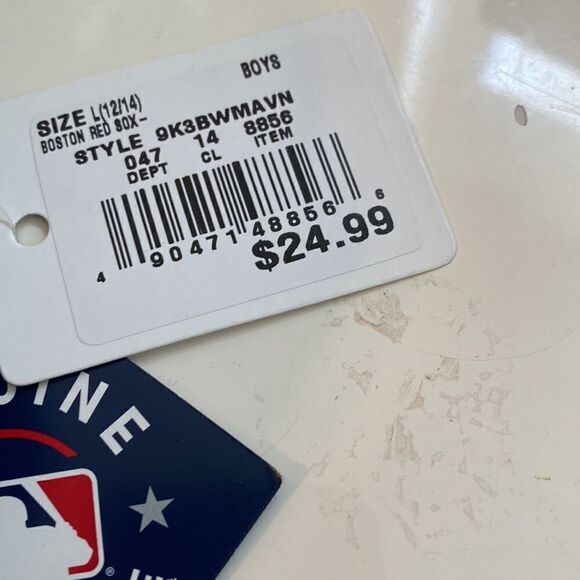 BOYS
SIZE L(12/14)
BOSTON RED SOX-
STYLE 9K3BWMAVN
047 14 8856
DEPT CL ITEM
4 90471 48856 6
$24.99
UINE